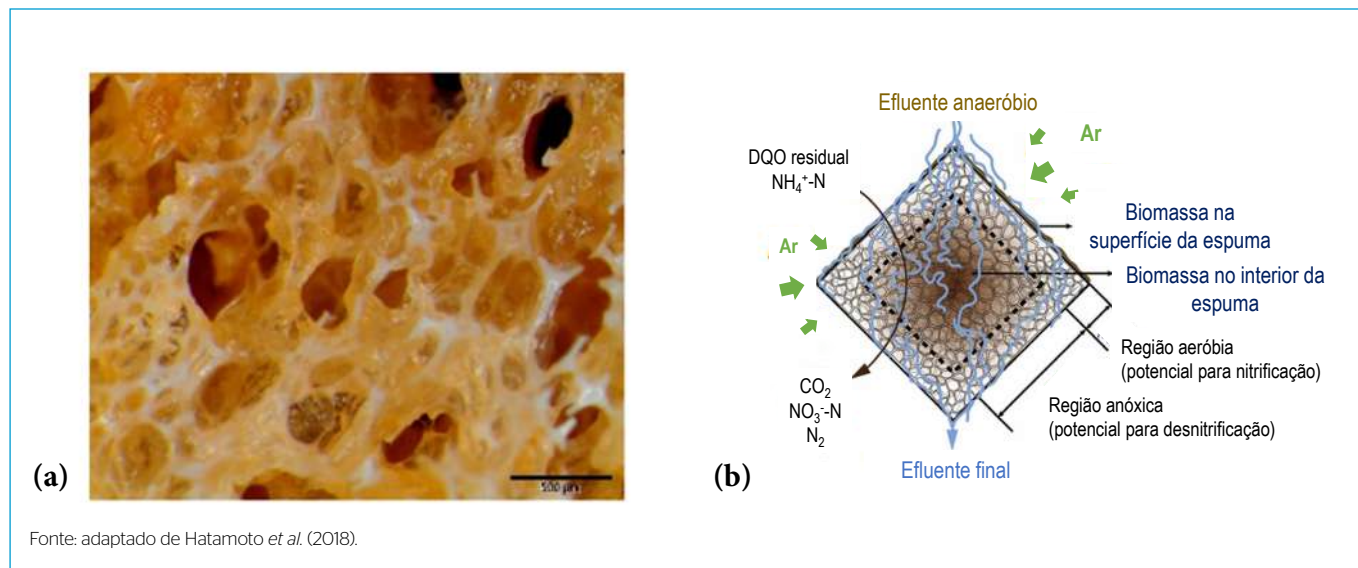 (a)
Efluente anaeróbio
Ar
DQO residual
NH₄⁺-N
Ar
Biomassa na
superfície da espuma
Biomassa no interior da
espuma
Região aeróbia
(potencial para nitrificação)
Região anóxica
(potencial para desnitrificação)
CO₂
NO₃⁻-N
N₂
Efluente final
(b)
500 µm
Fonte: adaptado de Hatamoto et al. (2018).